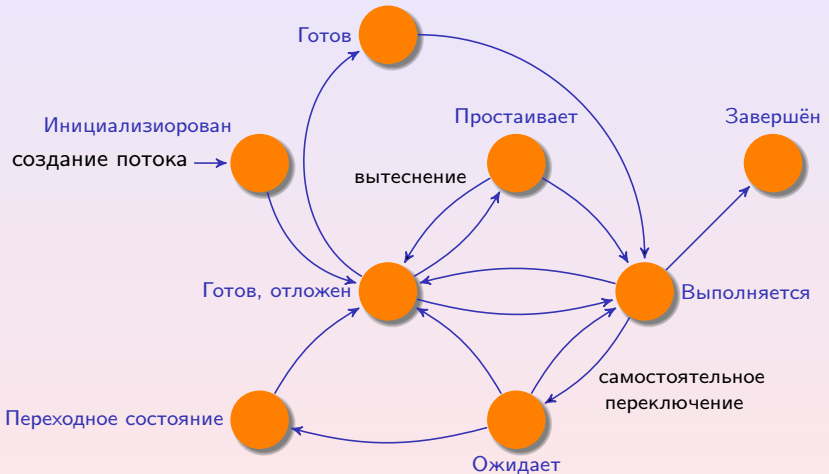 Готов
Простаивает
Завершён
Инициализиорован
создание потока
вытеснение
Готов, отложен
Выполняется
самостоятельное
переключение
Переходное состояние
Ожидает